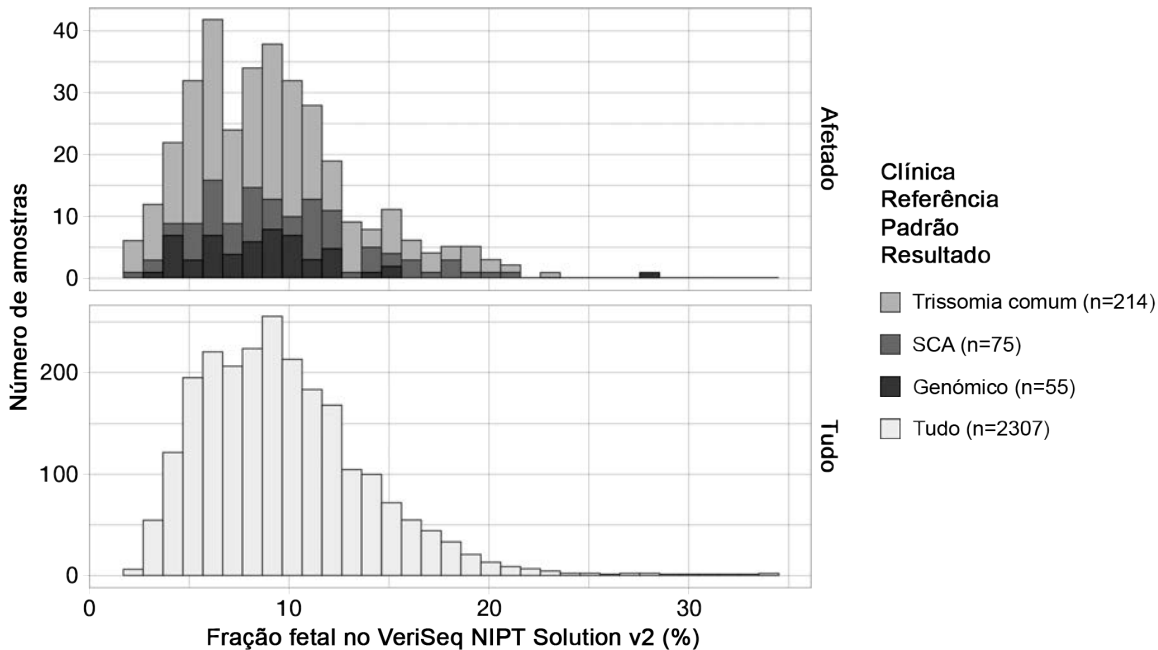 Número de amostras
40
30
20
10
0
Afetado
200
100
0
Tudo
0
10
20
30
Fração fetal no VeriSeq NIPT Solution v2 (%)
Clínica
Referência
Padrão
Resultado
Trissomia comum (n=214)
SCA (n=75)
Genómico (n=55)
Tudo (n=2307)